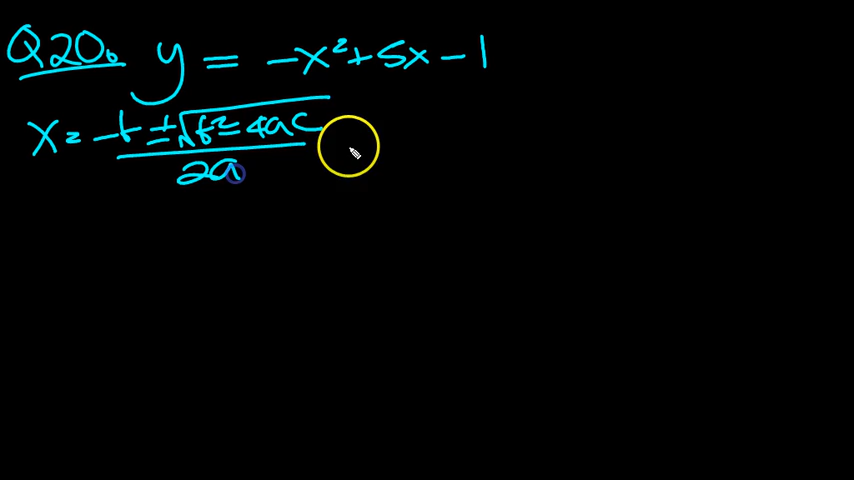 Q20. y = -x² + 5x - 1
x = -b ± √b² - 4ac
2a